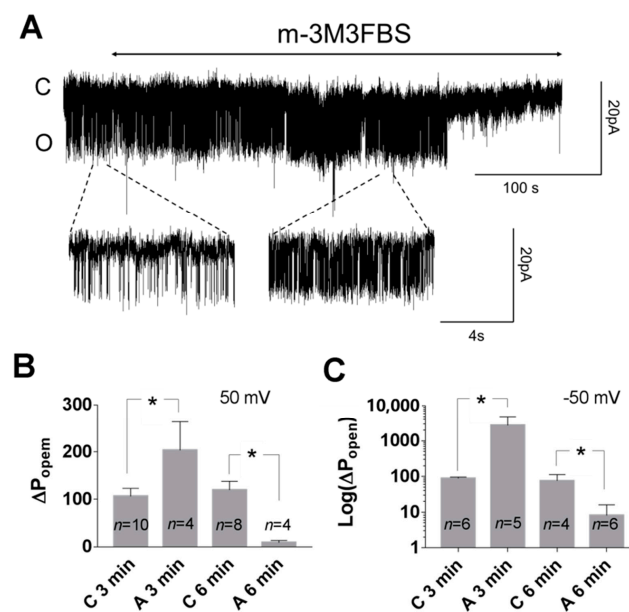 A
m-3M3FBS
C
O
20pA
100 s
20pA
4s
B
50 mV
*
*
300
200
100
0
ΔPopem
n=10
n=4
n=8
n=4
C 3 min
A 3 min
C 6 min
A 6 min
C
-50 mV
*
*
10,000
1000
100
10
1
Log(ΔPopen)
n=6
n=5
n=4
n=6
C 3 min
A 3 min
C 6 min
A 6 min